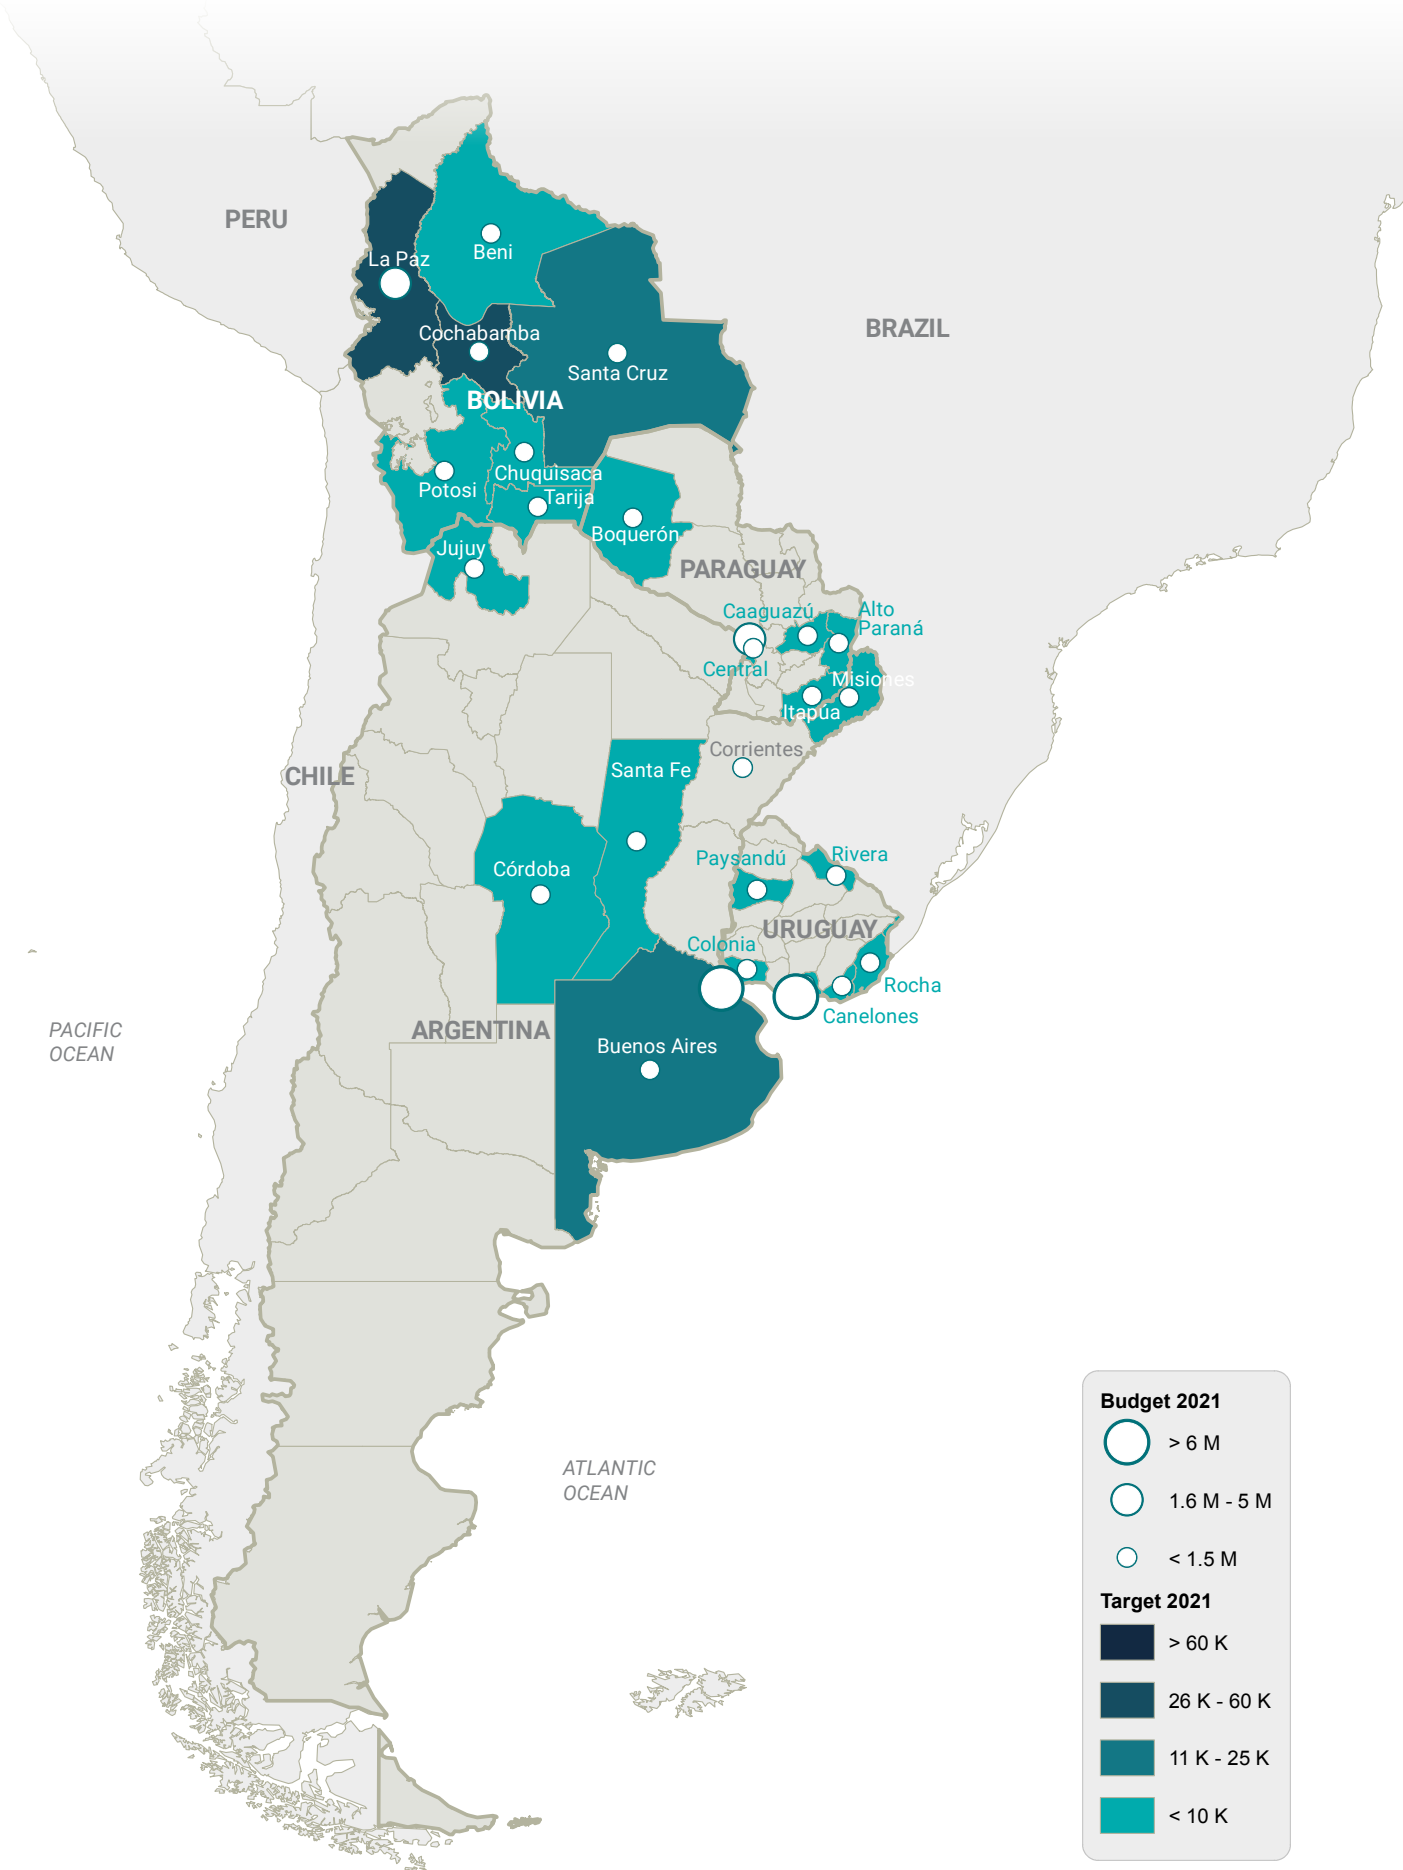 PERU
Beni
La Paz
BRAZIL
Cochabamba
Santa Cruz
BOLIVIA
Chuquisaca
Potosi
Tarija
Boquerón
Jujuy
PARAGUAY
Caaguazú
Alto
Paraná
Central
Misiones
Itapúa
Corrientes
Santa Fe
CHILE
Paysandú
Rivera
Córdoba
URUGUAY
Colonia
Rocha
Canelones
PACIFIC
OCEAN
ARGENTINA
Buenos Aires
ATLANTIC
OCEAN
Budget 2021
> 6 M
1.6 M - 5 M
< 1.5 M
Target 2021
> 60 K
26 K - 60 K
11 K - 25 K
< 10 K